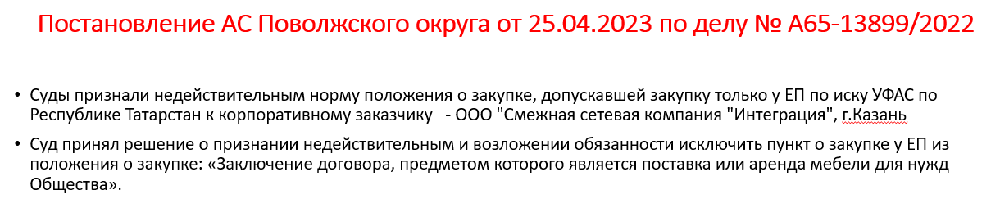 Постановление АС Поволжского округа от 25.04.2023 по делу № А65-13899/2022
• Суды признали недействительным норму положения о закупке, допускавшей закупку только у ЕП по иску УФАС по
Республике Татарстан к корпоративному заказчику - ООО "Смежная сетевая компания "Интеграция", г.Казань
• Суд принял решение о признании недействительным и возложении обязанности исключить пункт о закупке у ЕП из
положения о закупке: «Заключение договора, предметом которого является поставка или аренда мебели для нужд
Общества».